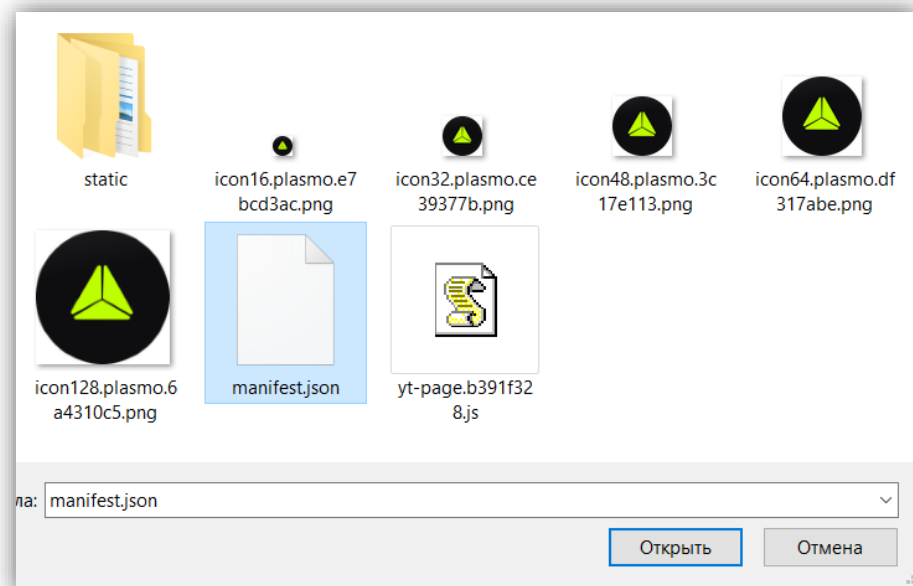 static
icon16.plasmo.e7
bcd3ac.png
icon32.plasmo.ce
39377b.png
icon48.plasmo.3c
17e113.png
icon64.plasmo.df
317abe.png
icon128.plasmo.6
a4310c5.png
manifest.json
yt-page.b391f32
8.js
ла: manifest.json
Открыть
Отмена